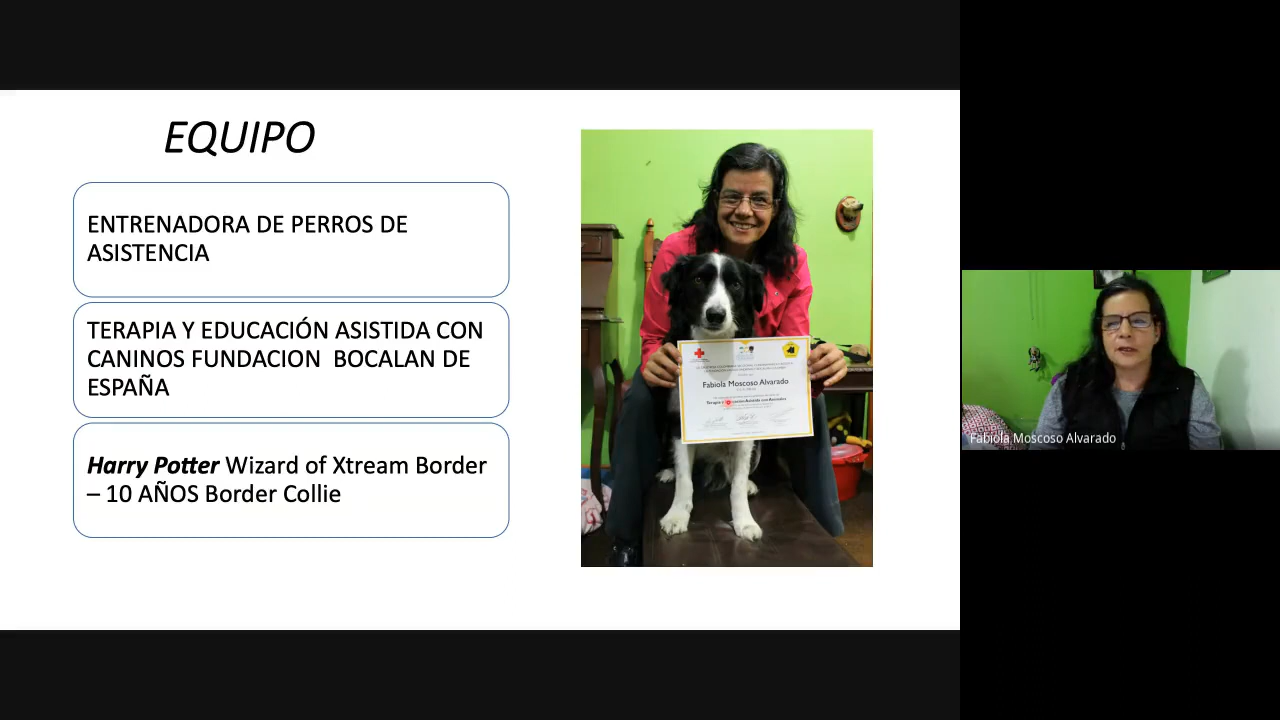 EQUIPO
ENTRENADORA DE PERROS DE
ASISTENCIA
TERAPIA Y EDUCACIÓN ASISTIDA CON
CANINOS FUNDACION BOCALAN DE
ESPAÑA
Harry Potter Wizard of Xtream Border
– 10 AÑOS Border Collie
Fabiola Moscoso Alvarado
Fabiola Moscoso Alvarado